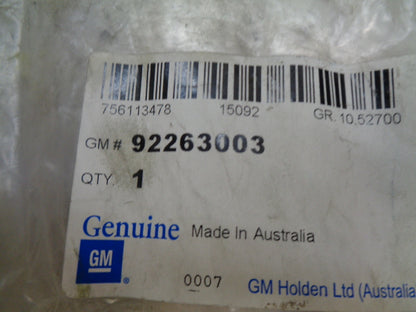 756113478 15092 GR. 10.52700
GM # 92263003
QTY. 1
Genuine Made In Australia
GM ®
0007 GM Holden Ltd (Australia